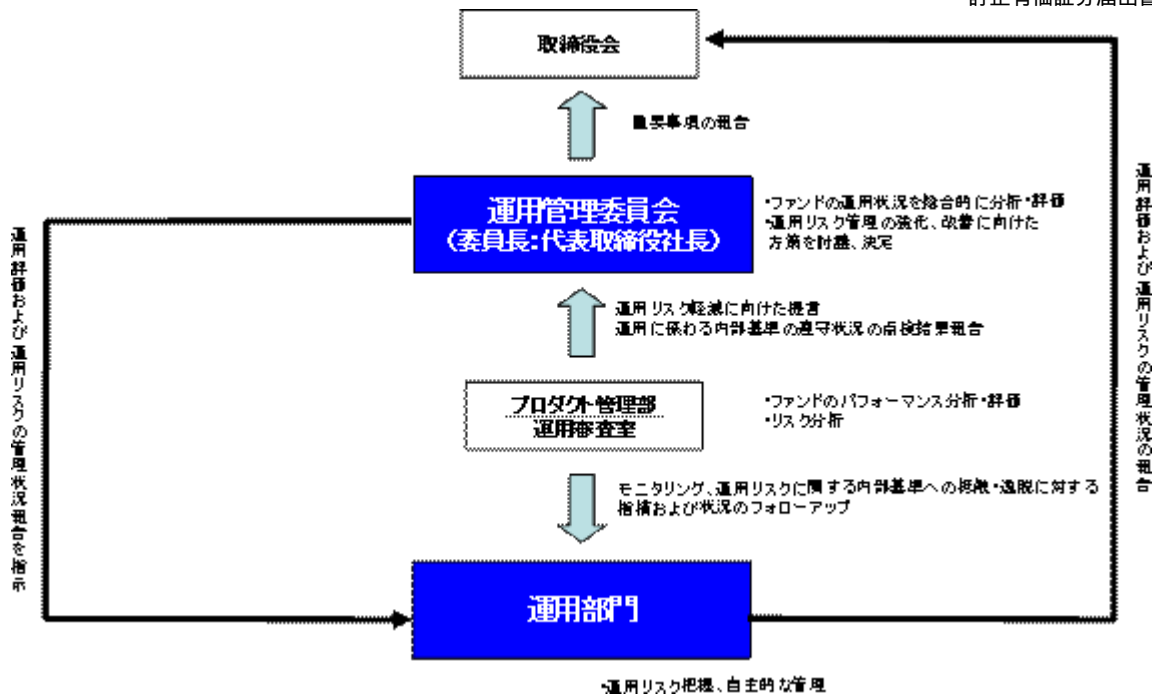 訂正有価証券届出書
取締役会
重要事項の報告
運用管理委員会
（委員長：代表取締役社長）
・ファンドの運用状況を総合的に分析・評価
・運用リスク管理の強化、改善に向けた
方策を討議、決定
運用リスク軽減に向けた提言
運用に係わる内部基準の遵守状況の点検結果報告
プロダクト管理部
運用審査室
・ファンドのパフォーマンス分析・評価
・リスク分析
モニタリング、運用リスクに関する内部基準への抵触・逸脱に対する
指摘および状況のフォローアップ
運用部門
・運用リスク把握、自主的な管理
運用評価および運用リスクの管理状況報告を指示
運用評価および運用リスクの管理状況の報告